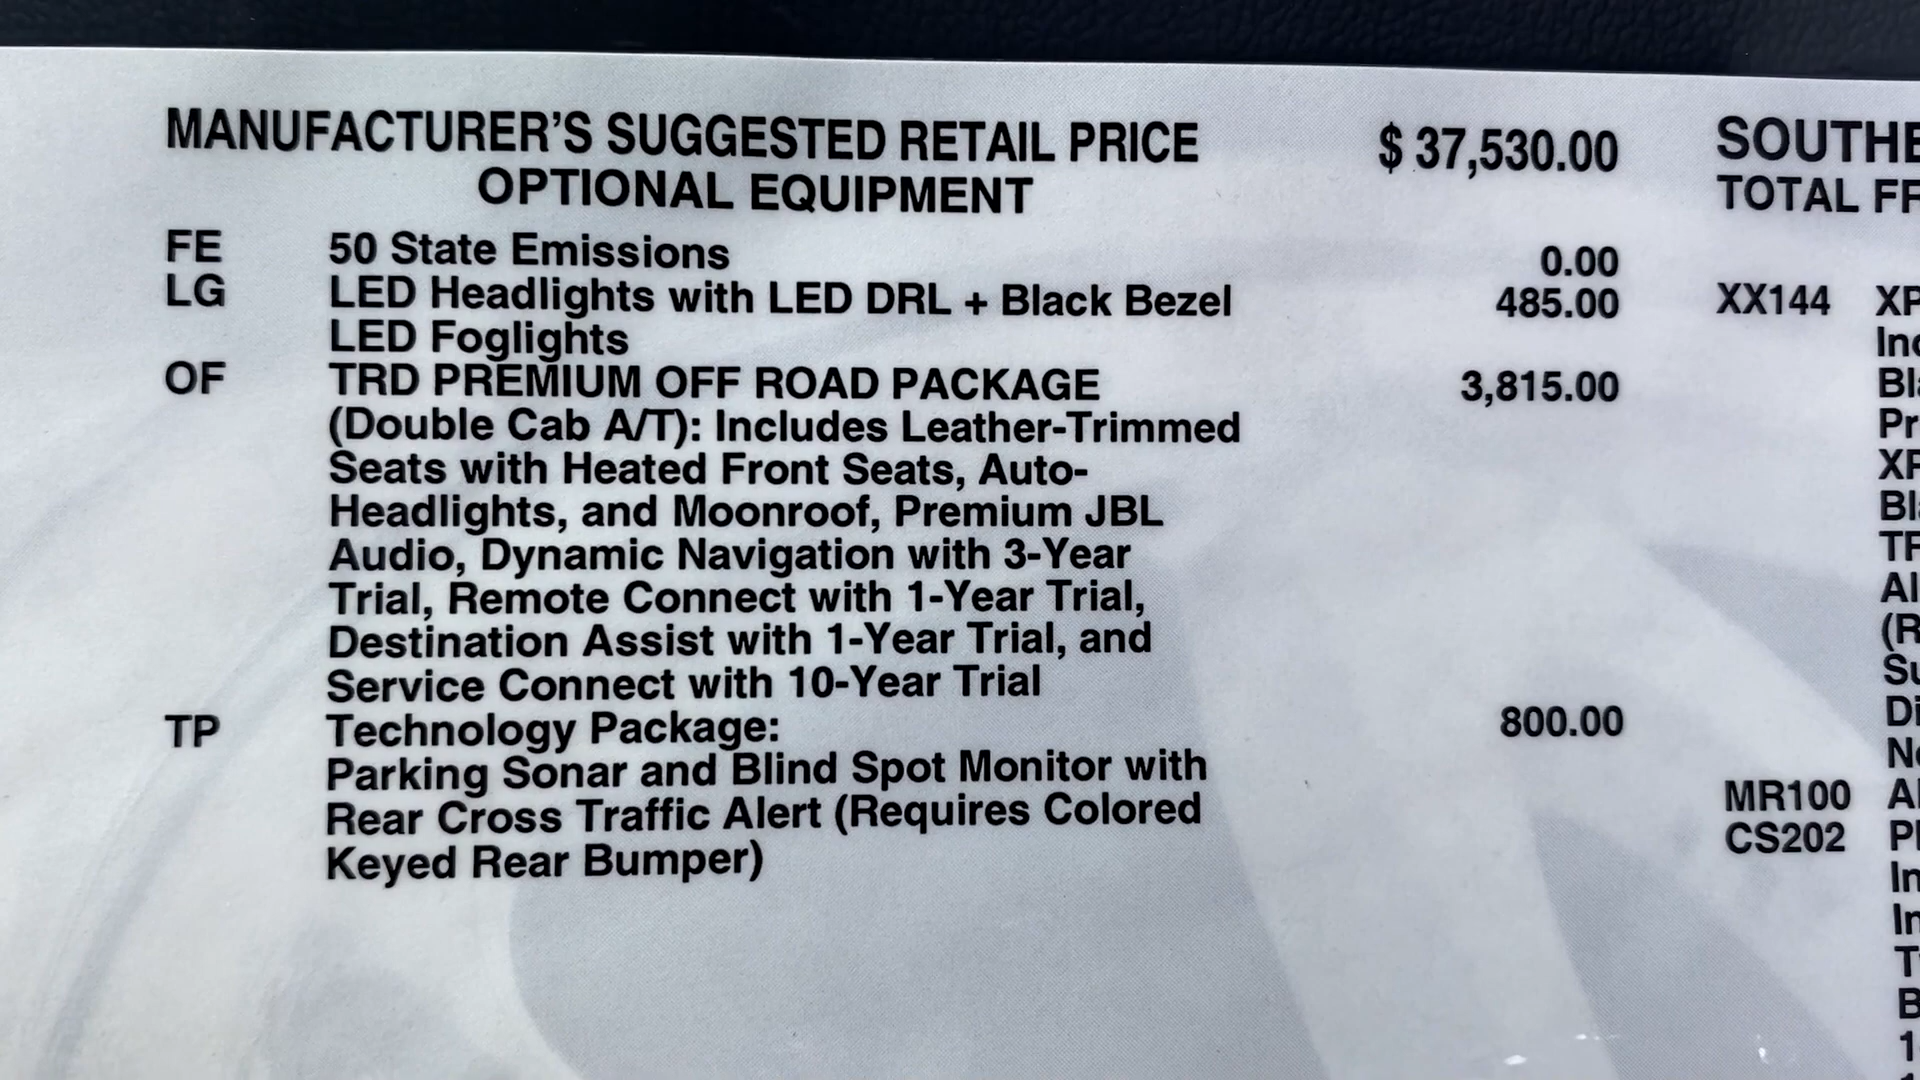 MANUFACTURER'S SUGGESTED RETAIL PRICE $ 37,530.00
OPTIONAL EQUIPMENT
FE 50 State Emissions 0.00
LG LED Headlights with LED DRL + Black Bezel 485.00
LED Foglights
OF TRD PREMIUM OFF ROAD PACKAGE 3,815.00
(Double Cab A/T): Includes Leather-Trimmed
Seats with Heated Front Seats, Auto-
Headlights, and Moonroof, Premium JBL
Audio, Dynamic Navigation with 3-Year
Trial, Remote Connect with 1-Year Trial,
Destination Assist with 1-Year Trial, and
Service Connect with 10-Year Trial
TP Technology Package: 800.00
Parking Sonar and Blind Spot Monitor with
Rear Cross Traffic Alert (Requires Colored
Keyed Rear Bumper)
TOTAL
XX144
MR100
CS202